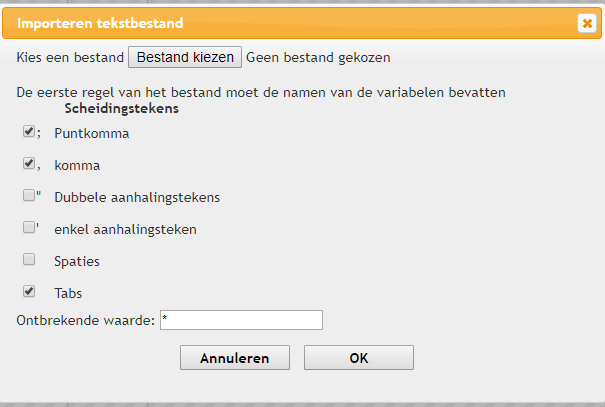 Importeren tekstbestand
Kies een bestand Bestand kiezen Geen bestand gekozen
De eerste regel van het bestand moet de namen van de variabelen bevatten
Scheidingstekens
; Puntkomma
, komma
" Dubbele aanhalingstekens
' enkel aanhalingsteken
Spaties
Tabs
Ontbrekende waarde: *
Annuleren OK